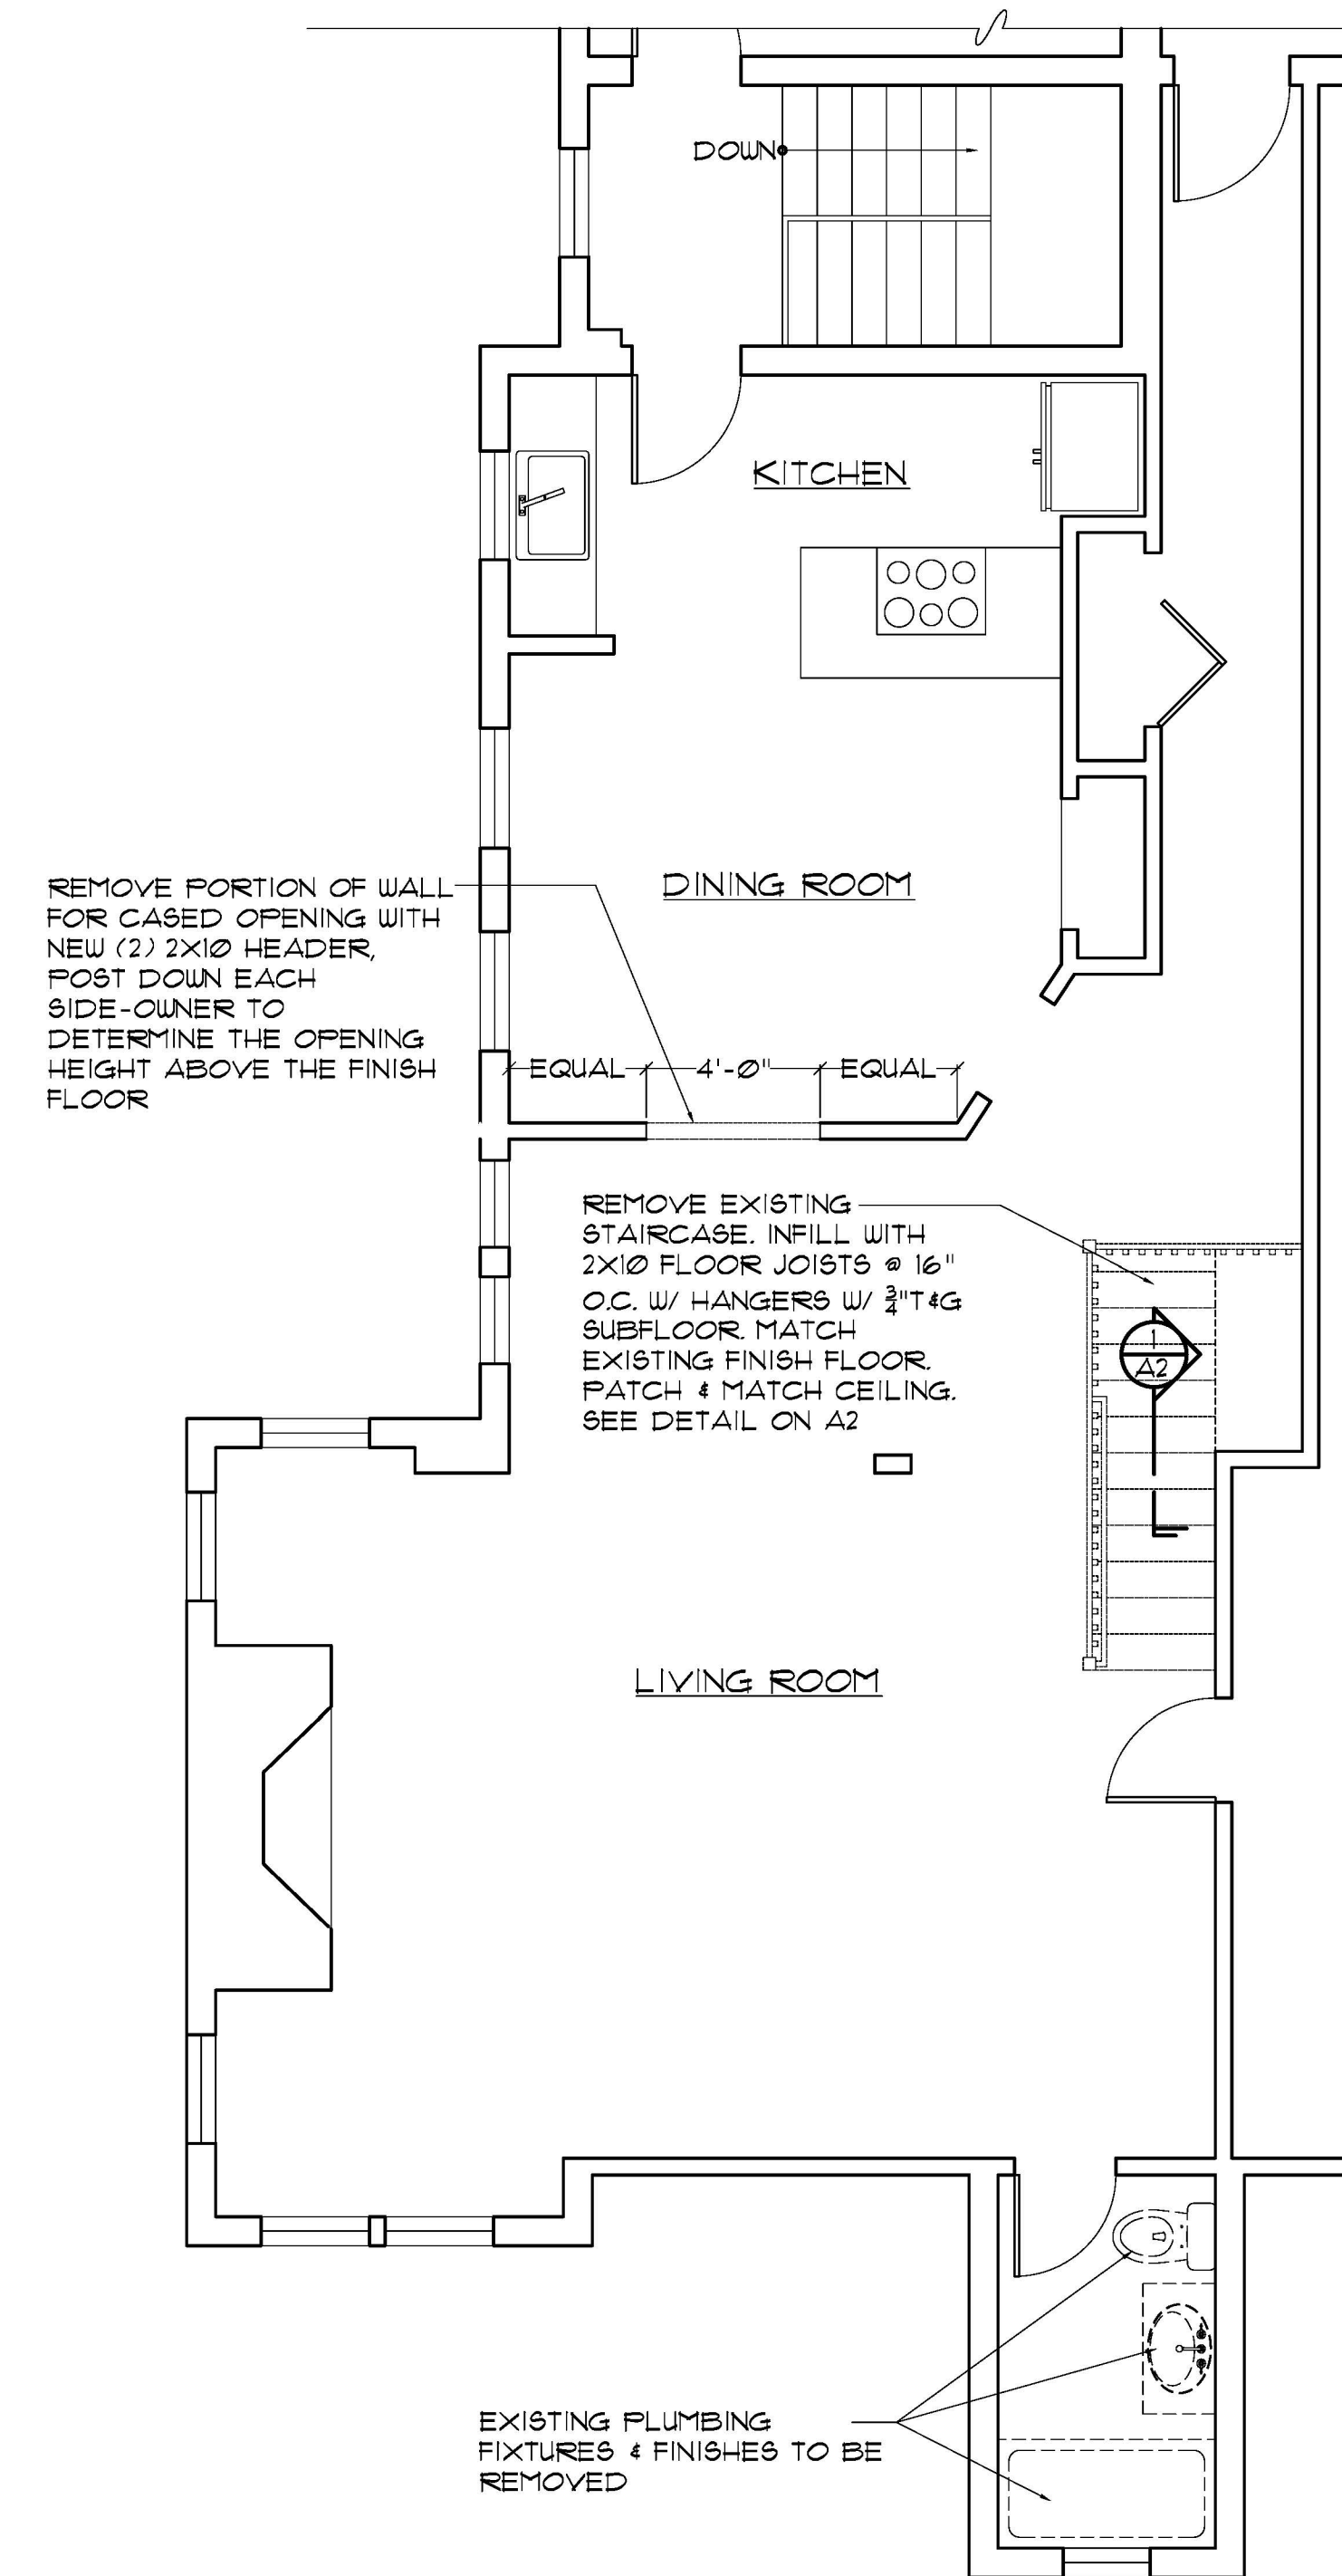 DOWN
KITCHEN
DINING ROOM
REMOVE PORTION OF WALL
FOR CASED OPENING WITH
NEW (2) 2X10 HEADER,
POST DOWN EACH
SIDE-OWNER TO
DETERMINE THE OPENING
HEIGHT ABOVE THE FINISH
FLOOR
EQUAL 4'-0" EQUAL
REMOVE EXISTING
STAIRCASE. INFILL WITH
2X10 FLOOR JOISTS @ 16"
O.C. W/ HANGERS W/ 3/4" T&G
SUBFLOOR. MATCH
EXISTING FINISH FLOOR.
PATCH & MATCH CEILING.
SEE DETAIL ON A2
1
A2
LIVING ROOM
EXISTING PLUMBING
FIXTURES & FINISHES TO BE
REMOVED